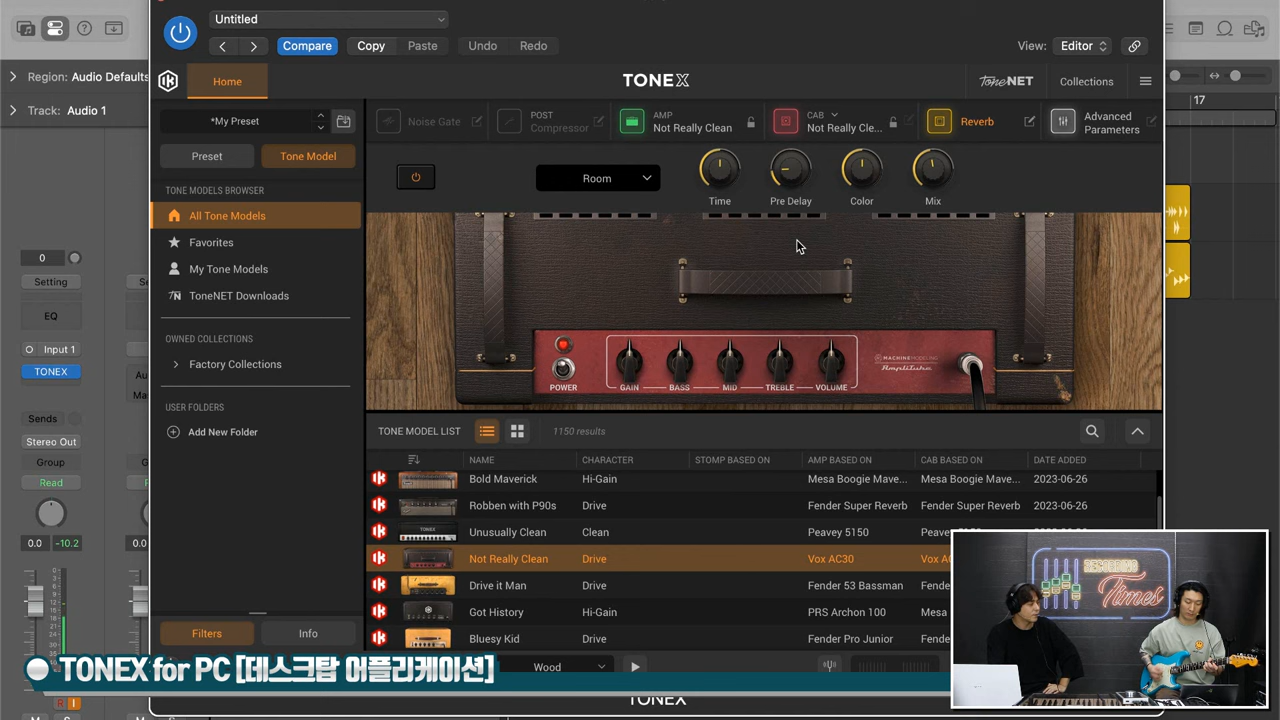 Untitled
Compare
Copy
Paste
Undo
Redo
View:
Editor
Region: Audio Defaults
Track: Audio 1
17
Home
TONEX
ToneNET
Collections
*My Preset
Noise Gate
POST
Compressor
AMP
Not Really Clean
CAB
Not Really Cle...
Reverb
Advanced
Parameters
Preset
Tone Model
Room
Time
Pre Delay
Color
Mix
TONE MODELS BROWSER
All Tone Models
Favorites
My Tone Models
ToneNET Downloads
OWNED COLLECTIONS
Factory Collections
USER FOLDERS
Add New Folder
0
Setting
EQ
Input 1
TONEX
Sends
Stereo Out
Group
Read
0.0
-10.2
0.0
POWER
GAIN
BASS
MID
TREBLE
VOLUME
MACHINE MODELING
AmpliTube
TONE MODEL LIST
1150 results
NAME
CHARACTER
STOMP BASED ON
AMP BASED ON
CAB BASED ON
DATE ADDED
Bold Maverick
Hi-Gain
Mesa Boogie Mave...
Mesa Boogie Mave...
2023-06-26
Robben with P90s
Drive
Fender Super Reverb
Fender Super Reverb
2023-06-26
Unusually Clean
Clean
Peavey 5150
Not Really Clean
Drive
Vox AC30
Drive it Man
Drive
Fender 53 Bassman
Got History
Hi-Gain
PRS Archon 100
Bluesy Kid
Drive
Fender Pro Junior
Filters
Info
Wood
RECORDING
Times
TONEX for PC [데스크탑 어플리케이션]
R I
M